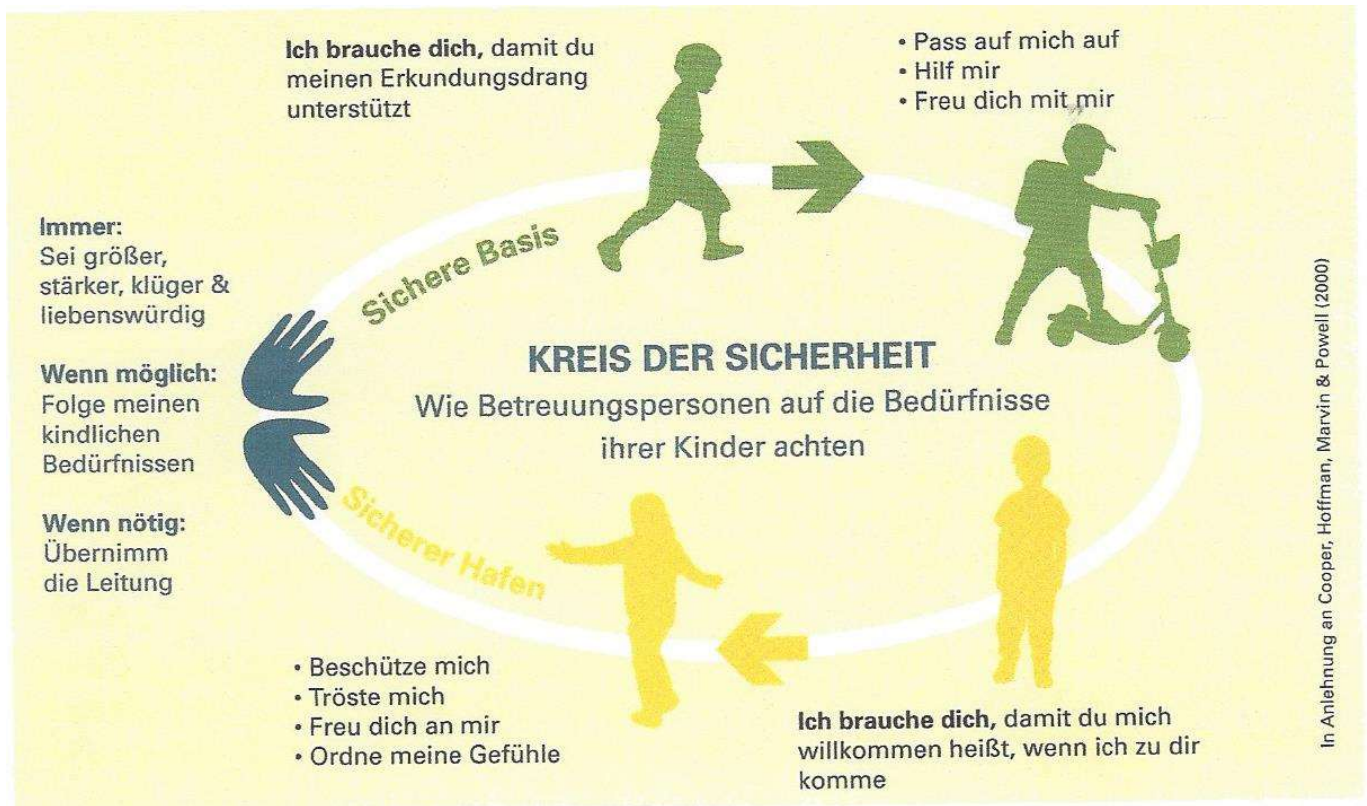 Ich brauche dich, damit du
meinen Erkundungsdrang
unterstützt
• Pass auf mich auf
• Hilf mir
• Freu dich mit mir
Immer:
Sei größer,
stärker, klüger &
liebenswürdig
Wenn möglich:
Folge meinen
kindlichen
Bedürfnissen
Wenn nötig:
Übernimm
die Leitung
Sichere Basis
KREIS DER SICHERHEIT
Wie Betreuungspersonen auf die Bedürfnisse
ihrer Kinder achten
Sicherer Hafen
• Beschütze mich
• Tröste mich
• Freu dich an mir
• Ordne meine Gefühle
Ich brauche dich, damit du mich
willkommen heißt, wenn ich zu dir
komme
In Anlehnung an Cooper, Hoffman, Marvin & Powell (2000)